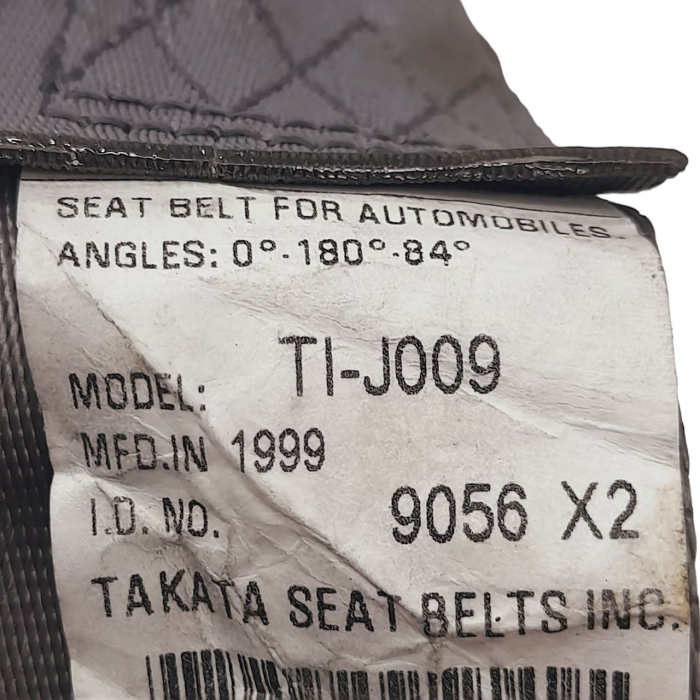 SEAT BELT FOR AUTOMOBILES.
ANGLES: 0°-180°-84°
MODEL: TI-J009
MFD.IN 1999
I.D. NO. 9056 X2
TAKATA SEAT BELTS INC.